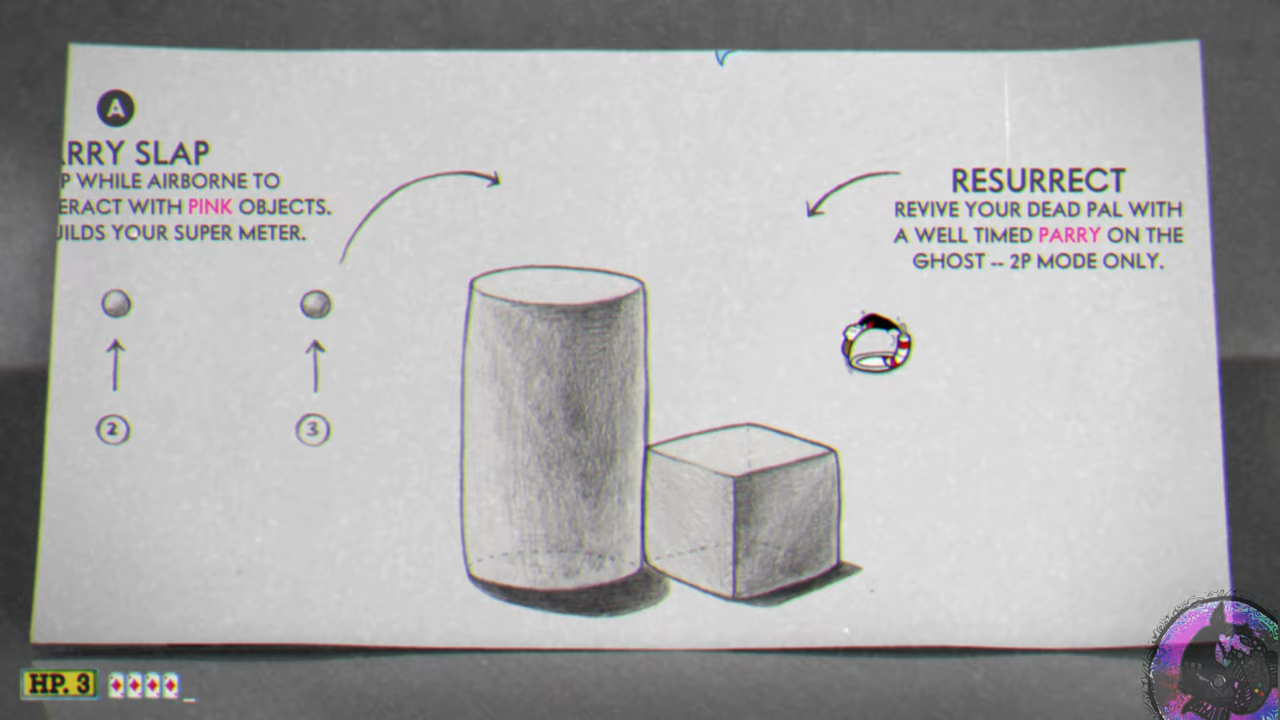 A
RRY SLAP
P WHILE AIRBORNE TO
ERACT WITH PINK OBJECTS.
UILDS YOUR SUPER METER.
2
3
RESURRECT
REVIVE YOUR DEAD PAL WITH
A WELL TIMED PARRY ON THE
GHOST -- 2P MODE ONLY.
HP. 3